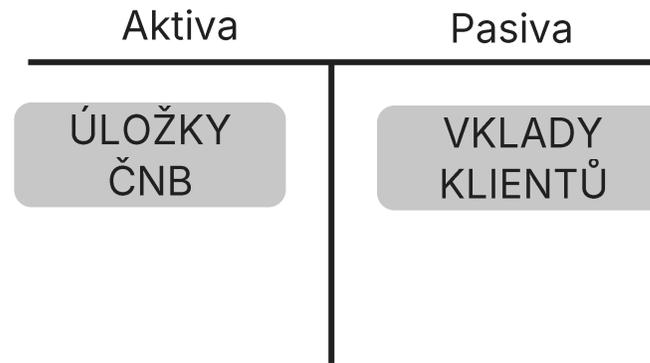 Aktiva
Pasiva
ÚLOŽKY
ČNB
VKLADY
KLIENTŮ